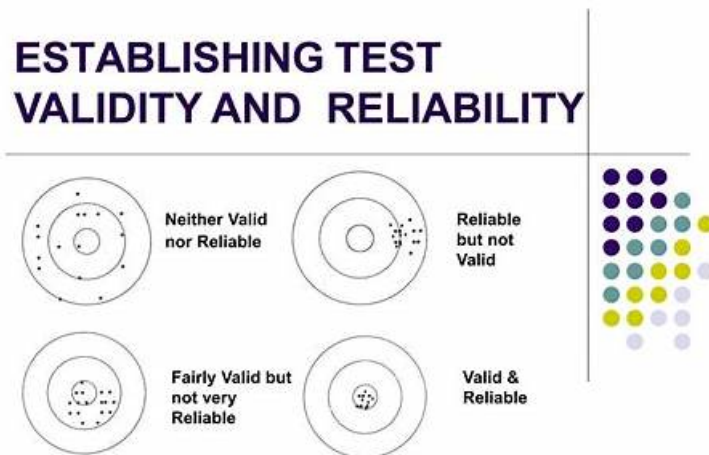 ESTABLISHING TEST
VALIDITY AND RELIABILITY
Neither Valid
nor Reliable
Reliable
but not
Valid
Fairly Valid but
not very
Reliable
Valid &
Reliable